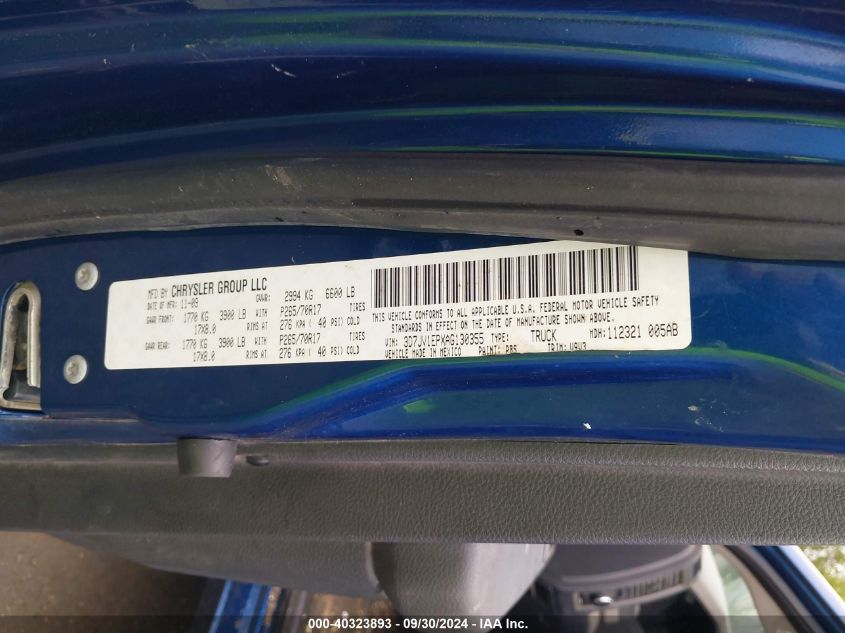 MFD BY CHRYSLER GROUP LLC
DATE OF MFR: 11-09 GVWR: 2994 KG 6600 LB
GAWR FRONT: 1770 KG 3900 LB WITH P265/70R17 TIRES
17X8.0 RIMS AT 276 KPA ( 40 PSI) COLD
GAWR REAR: 1770 KG 3900 LB WITH P265/70R17 TIRES
17X8.0 RIMS AT 276 KPA ( 40 PSI) COLD
THIS VEHICLE CONFORMS TO ALL APPLICABLE U.S.A. FEDERAL MOTOR VEHICLE SAFETY
STANDARDS IN EFFECT ON THE DATE OF MANUFACTURE SHOWN ABOVE.
VIN: 3D7JV1EPXAG130355 TYPE: TRUCK MDH: 112321 005AB
VEHICLE MADE IN MEXICO PAINT: PB5 TRIM: V9V3
000-40323893 / 09/30/2024 - IAA Inc.